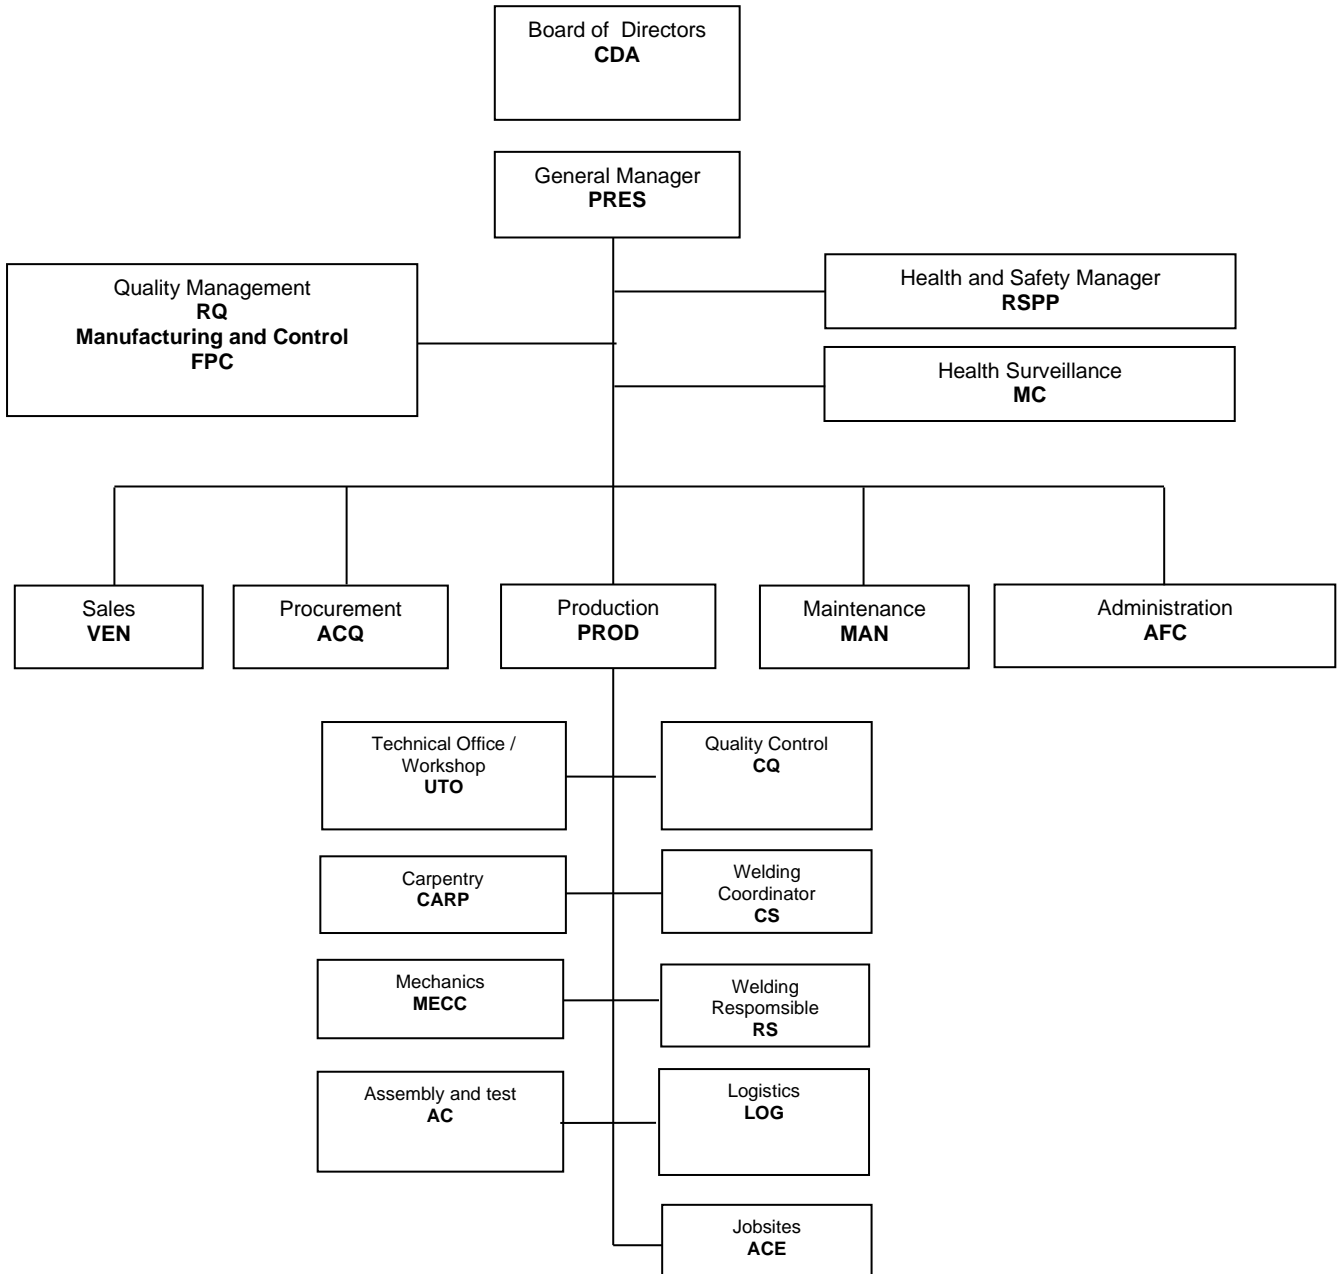 Board of Directors
CDA
General Manager
PRES
Quality Management
RQ
Manufacturing and Control
FPC
Health and Safety Manager
RSPP
Health Surveillance
MC
Sales
VEN
Procurement
ACQ
Production
PROD
Maintenance
MAN
Administration
AFC
Technical Office /
Workshop
UTO
Quality Control
CQ
Carpentry
CARP
Welding
Coordinator
CS
Mechanics
MECC
Welding
Respomsible
RS
Assembly and test
AC
Logistics
LOG
Jobsites
ACE